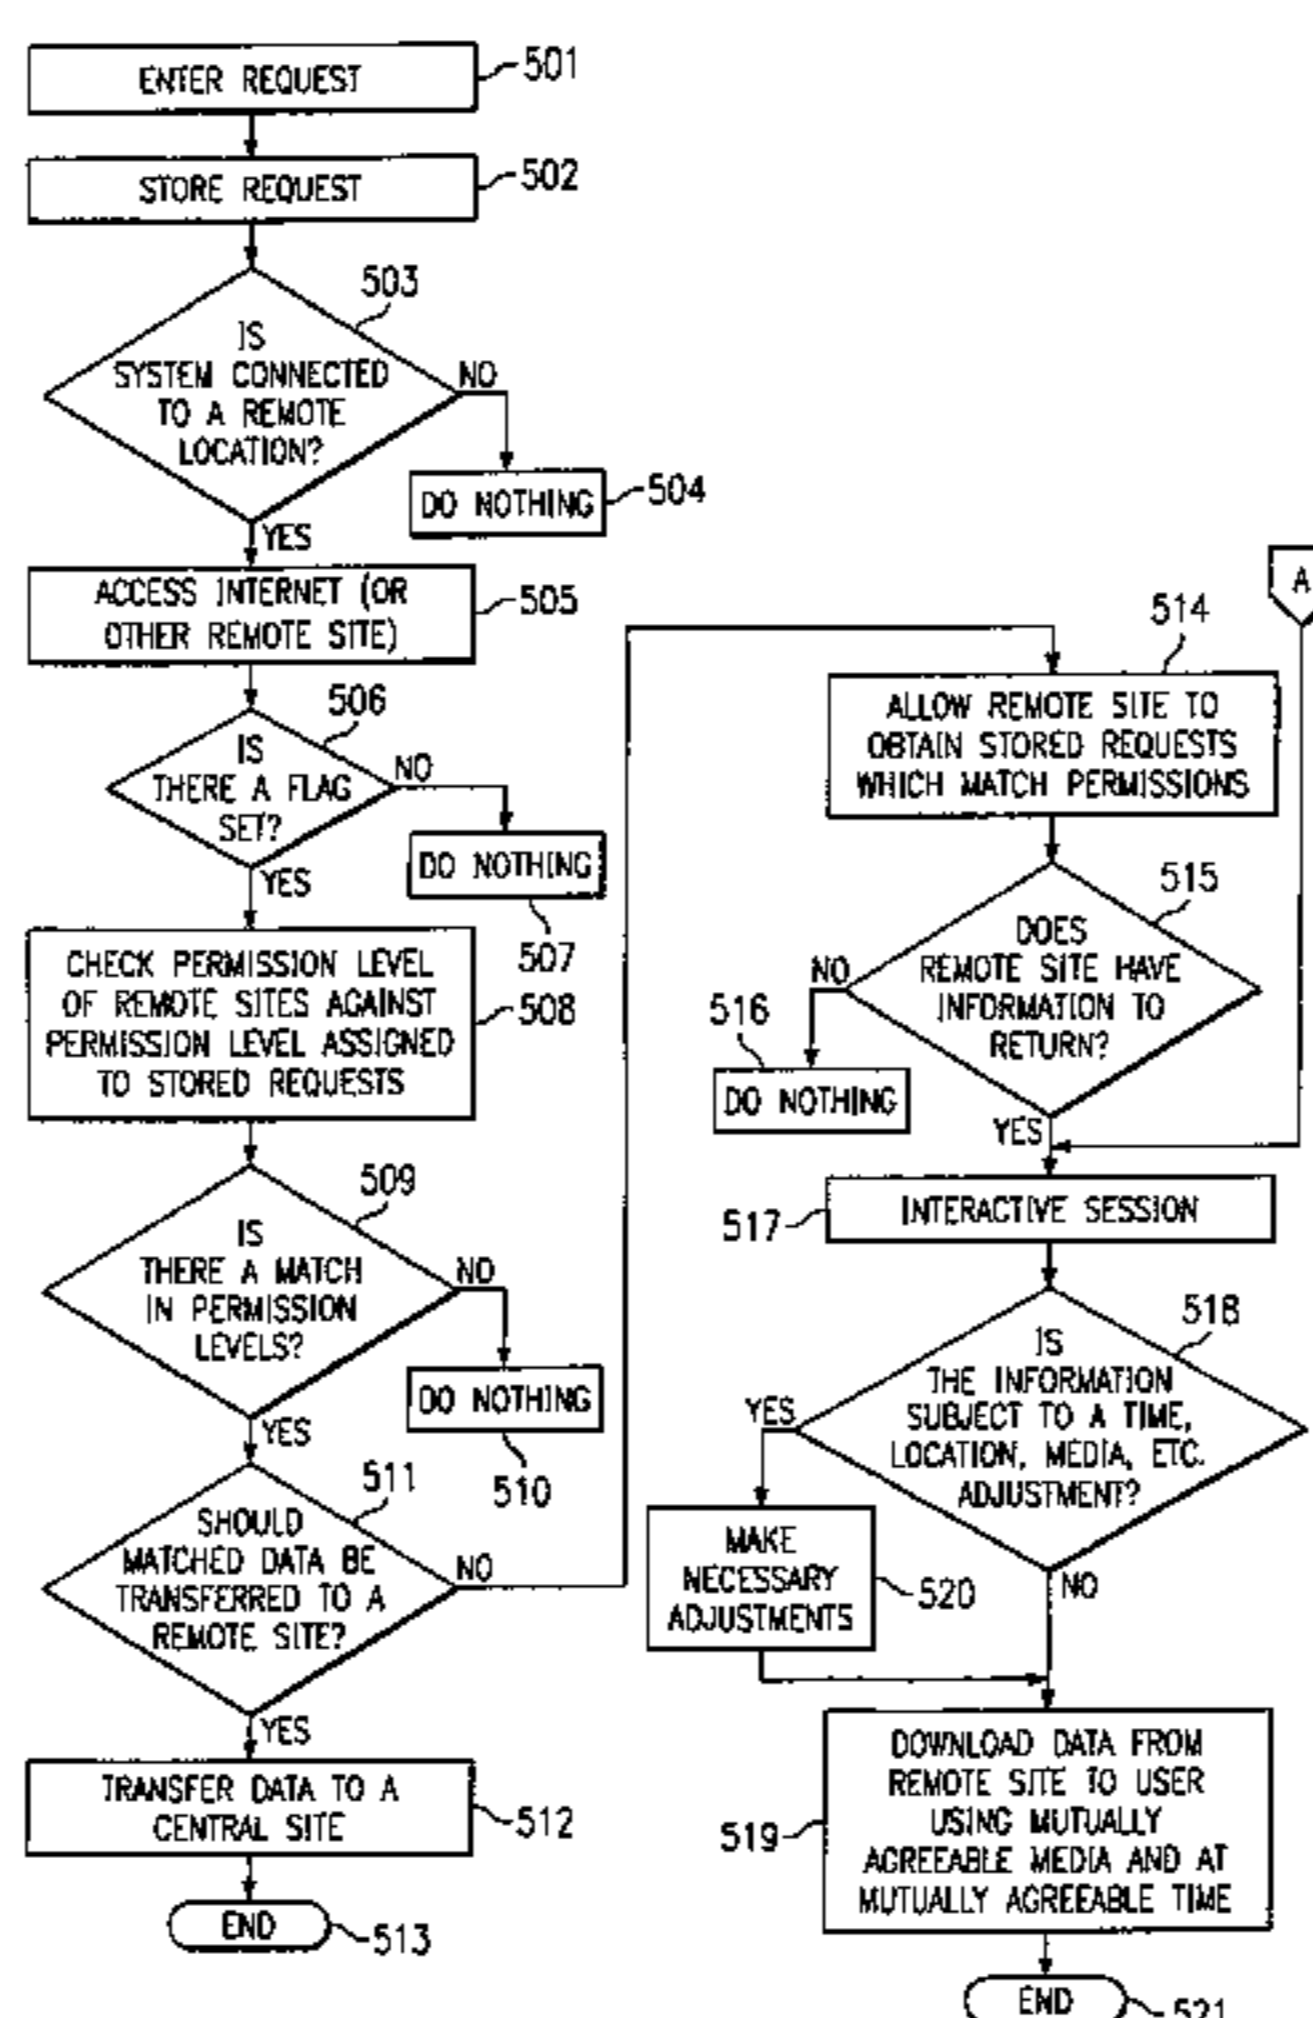 ENTER REQUEST
501
STORE REQUEST
502
503
IS
SYSTEM CONNECTED
TO A REMOTE
LOCATION?
NO
DO NOTHING
504
YES
ACCESS INTERNET (OR
OTHER REMOTE SITE)
505
506
IS
THERE A FLAG
SET?
NO
DO NOTHING
507
YES
CHECK PERMISSION LEVEL
OF REMOTE SITES AGAINST
PERMISSION LEVEL ASSIGNED
TO STORED REQUESTS
508
509
IS
THERE A MATCH
IN PERMISSION
LEVELS?
NO
DO NOTHING
510
YES
511
SHOULD
MATCHED DATA BE
TRANSFERRED TO A
REMOTE SITE?
NO
YES
TRANSFER DATA TO A
CENTRAL SITE
512
END
513
A
514
ALLOW REMOTE SITE TO
OBTAIN STORED REQUESTS
WHICH MATCH PERMISSIONS
515
DOES
REMOTE SITE HAVE
INFORMATION TO
RETURN?
NO
516
DO NOTHING
YES
INTERACTIVE SESSION
517
518
IS
THE INFORMATION
SUBJECT TO A TIME,
LOCATION, MEDIA, ETC.
ADJUSTMENT?
YES
MAKE
NECESSARY
ADJUSTMENTS
520
NO
DOWNLOAD DATA FROM
REMOTE SITE TO USER
USING MUTUALLY
AGREEABLE MEDIA AND AT
MUTUALLY AGREEABLE TIME
519
END
521